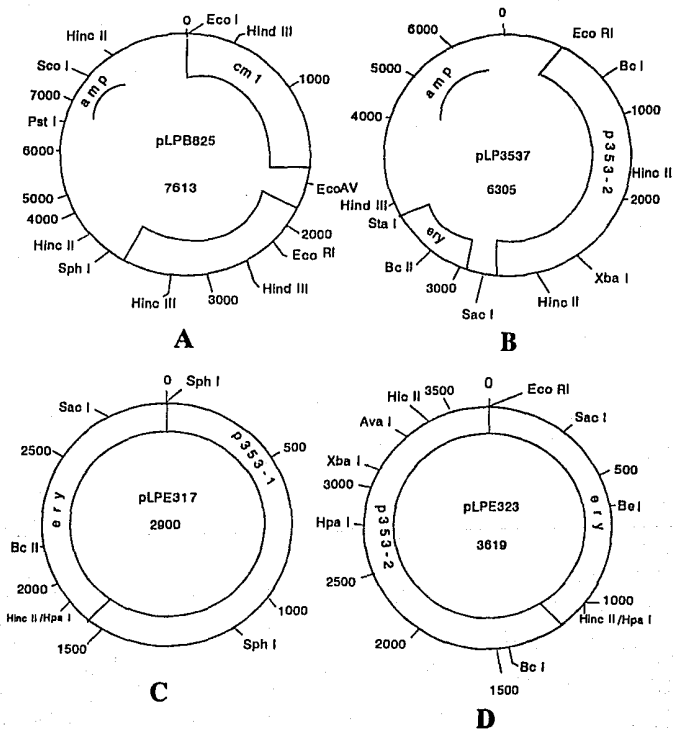 0
Eco I
Hind III
cm1
1000
EcoAV
2000
Eco RI
Hind III
3000
Hinc III
Sph I
Hinc II
4000
5000
6000
Pst I
7000
Sco I
Hinc II
amp
pLPB825
7613
A
0
Eco RI
Bc I
1000
p353-2
Hinc II
2000
Xba I
Hinc II
Sac I
3000
Bc II
ery
Sta I
Hind III
4000
5000
6000
amp
pLP3537
6305
B
0
Sph I
p353-1
500
1000
Sph I
1500
Hinc II/Hpa I
2000
Bc II
ery
2500
Sac I
pLPE317
2900
C
0
Eco RI
Sac I
500
Be I
ery
1000
Hinc II/Hpa I
Bc I
1500
2000
2500
p353-2
Hpa I
3000
Xba I
Ava I
Hic II
3500
pLPE323
3619
D